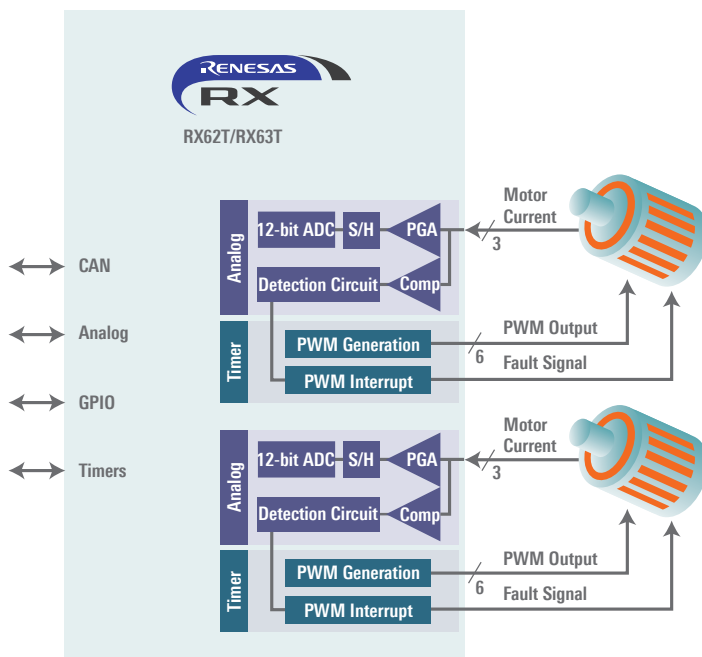 RENESAS
RX
RX62T/RX63T
CAN
Analog
GPIO
Timers
Analog
12-bit ADC
S/H
PGA
Detection Circuit
Comp
Timer
PWM Generation
PWM Interrupt
Motor
Current
3
PWM Output
6
Fault Signal
Analog
12-bit ADC
S/H
PGA
Detection Circuit
Comp
Timer
PWM Generation
PWM Interrupt
Motor
Current
3
PWM Output
6
Fault Signal